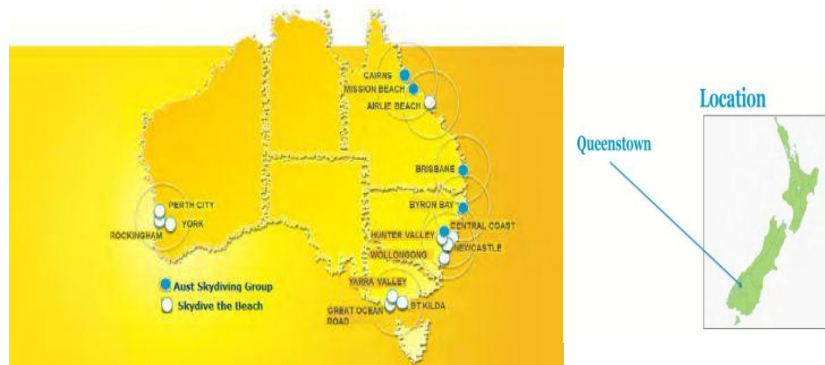 CAIRNS
MISSION BEACH
AIRLIE BEACH
BRISBANE
BYRON BAY
CENTRAL COAST
HUNTER VALLEY
NEWCASTLE
WOLLONGONG
PERTH CITY
YORK
ROCKINGHAM
YARRA VALLEY
ST KILDA
GREAT OCEAN
ROAD
Aust Skydiving Group
Skydive the Beach
Location
Queenstown